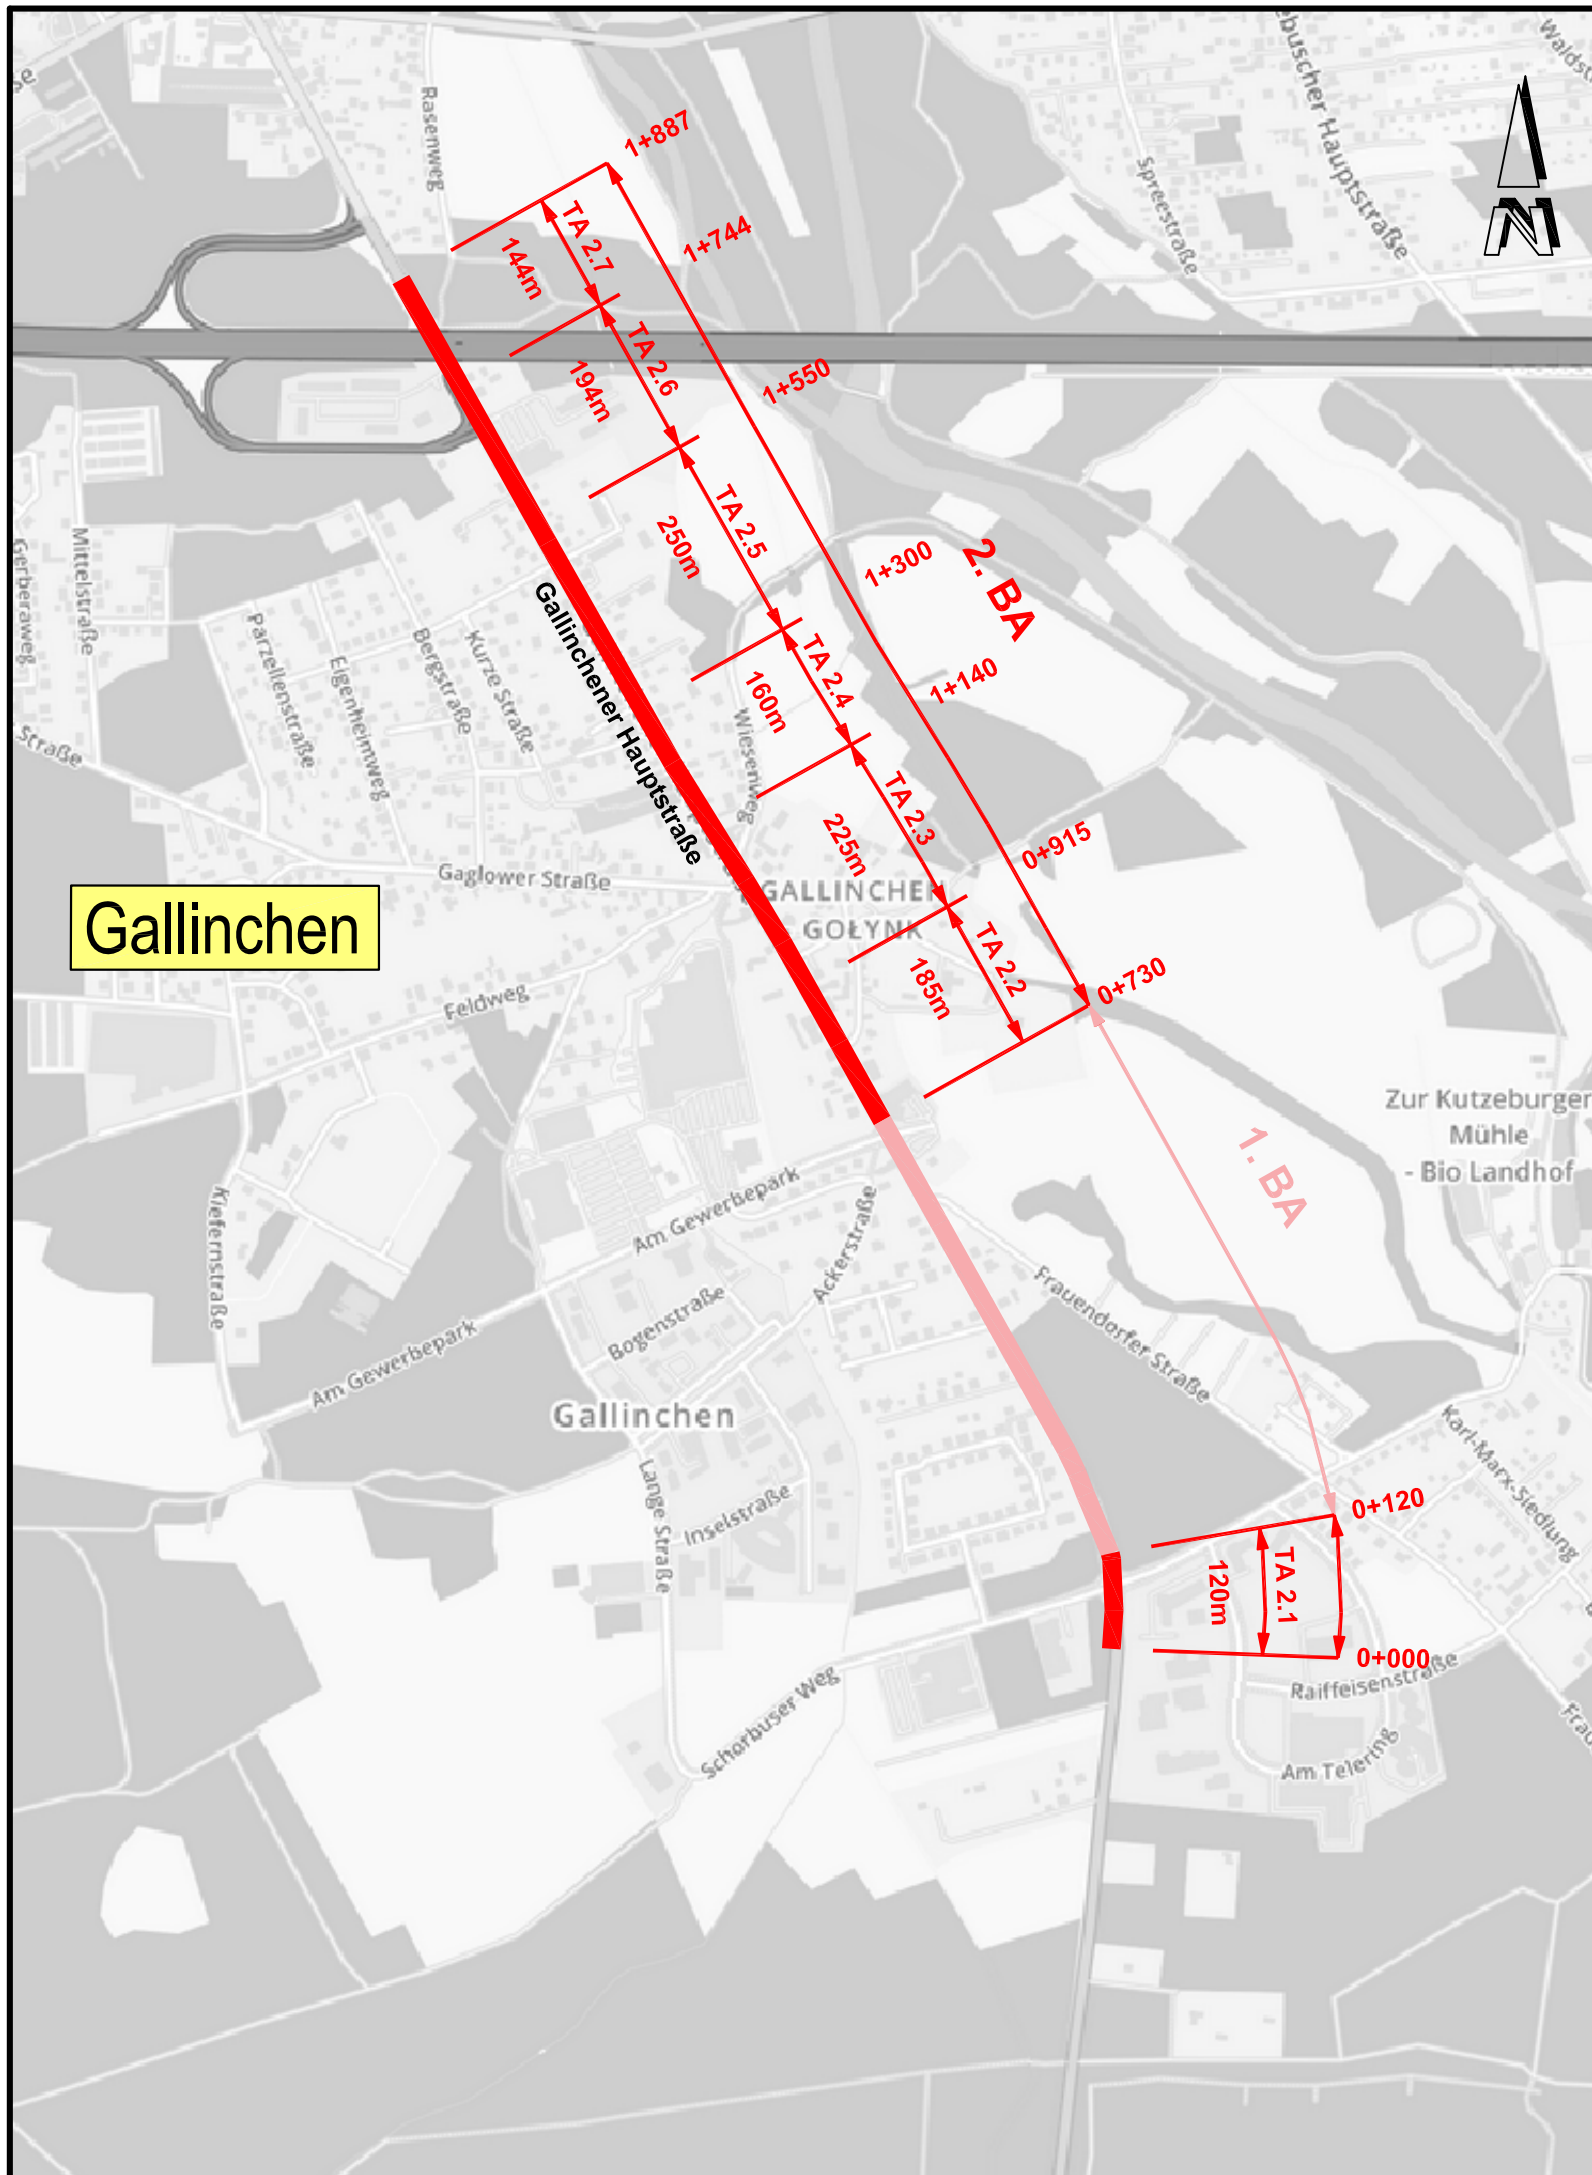 Waldst
ebuscher Hauptstraße
Rasenweg
Spreestraße
N
1+887
TA 2.7
144m
1+744
TA 2.6
194m
1+550
TA 2.5
250m
1+300
2. BA
TA 2.4
160m
1+140
TA 2.3
225m
0+915
TA 2.2
185m
0+730
Gallinchener Hauptstraße
Mittelstraße
Gerberaweg
Parzellenstraße
Eigenheimweg
Bergstraße
Kurze Straße
Wiesenweg
Straße
Gaglower Straße
GALLINCHEN
- GOŁYNK
Gallinchen
Feldweg
Zur Kutzeburger
Mühle
- Bio Landhof
1. BA
Am Gewerbepark
Ackerstraße
Kiefernstraße
Frauendorfer Straße
Bogenstraße
Am Gewerbepark
Gallinchen
Karl-Marx-Siedlung
Lange Straße
Inselstraße
0+120
TA 2.1
120m
0+000
Raiffeisenstraße
Schorbuser Weg
Am Telering
Frau